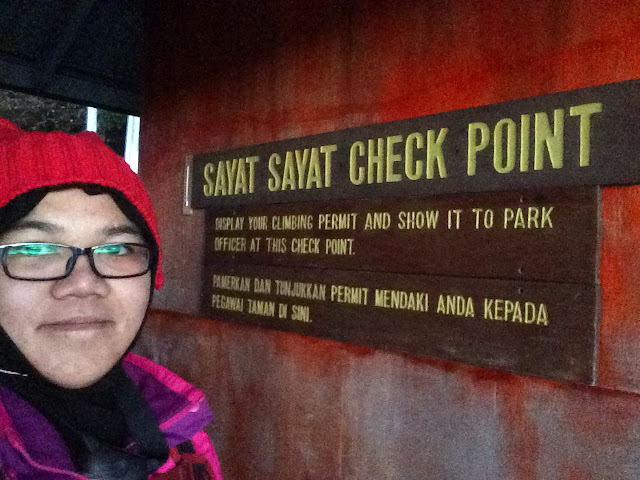 SAYAT SAYAT CHECK POINT
DISPLAY YOUR CLIMBING PERMIT AND SHOW IT TO PARK
OFFICER AT THIS CHECK POINT.
PAMERKAN DAN TUNJUKKAN PERMIT MENDAKI ANDA KEPADA
PEGAWAI TAMAN DI SINI.